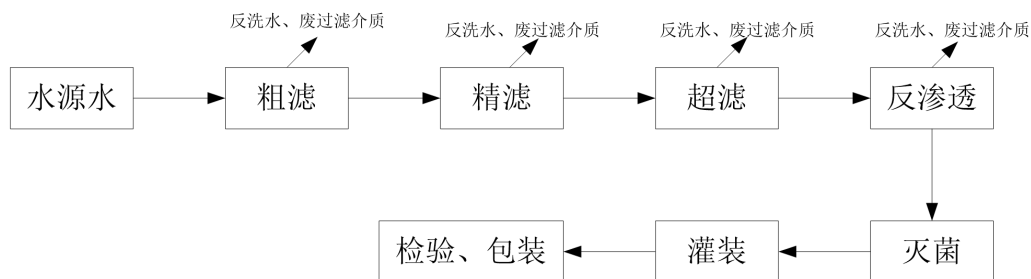 反洗水、废过滤介质
反洗水、废过滤介质
反洗水、废过滤介质
反洗水、废过滤介质
水源水
粗滤
精滤
超滤
反渗透
检验、包装
灌装
灭菌